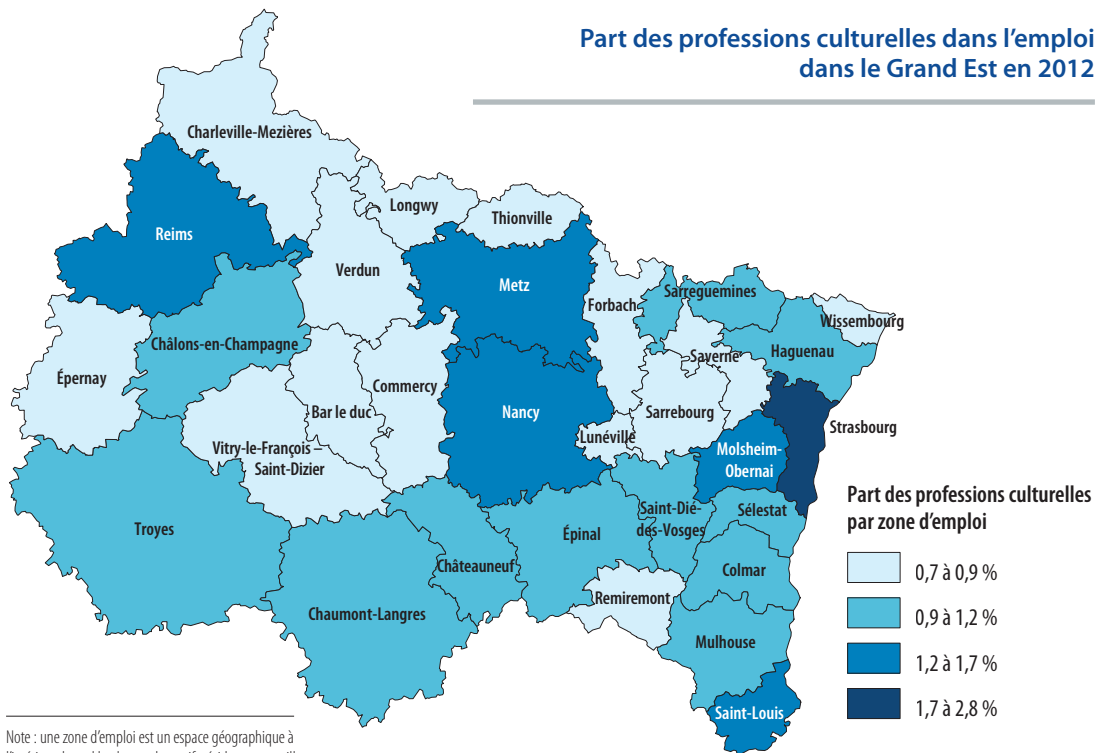 Part des professions culturelles dans l'emploi
dans le Grand Est en 2012
Charleville-Mezières
Longwy
Thionville
Reims
Verdun
Metz
Forbach
Sarreguemines
Wissembourg
Châlons-en-Champagne
Haguenau
Saverne
Épernay
Commercy
Bar le duc
Nancy
Sarrebourg
Lunéville
Strasbourg
Vitry-le-François –
Saint-Dizier
Molsheim-
Obernai
Troyes
Épinal
Saint-Dié-
des-Vosges
Sélestat
Châteauneuf
Colmar
Chaumont-Langres
Remiremont
Mulhouse
Saint-Louis
Part des professions culturelles
par zone d'emploi
0,7 à 0,9 %
0,9 à 1,2 %
1,2 à 1,7 %
1,7 à 2,8 %
Note : une zone d'emploi est un espace géographique à